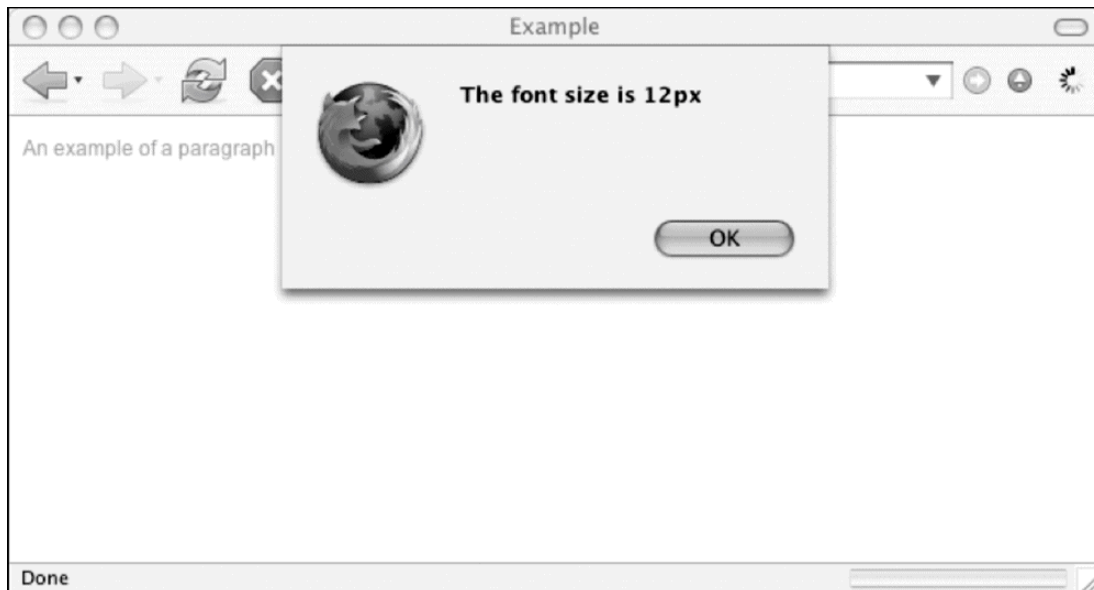 Example
The font size is 12px
An example of a paragraph
OK
Done